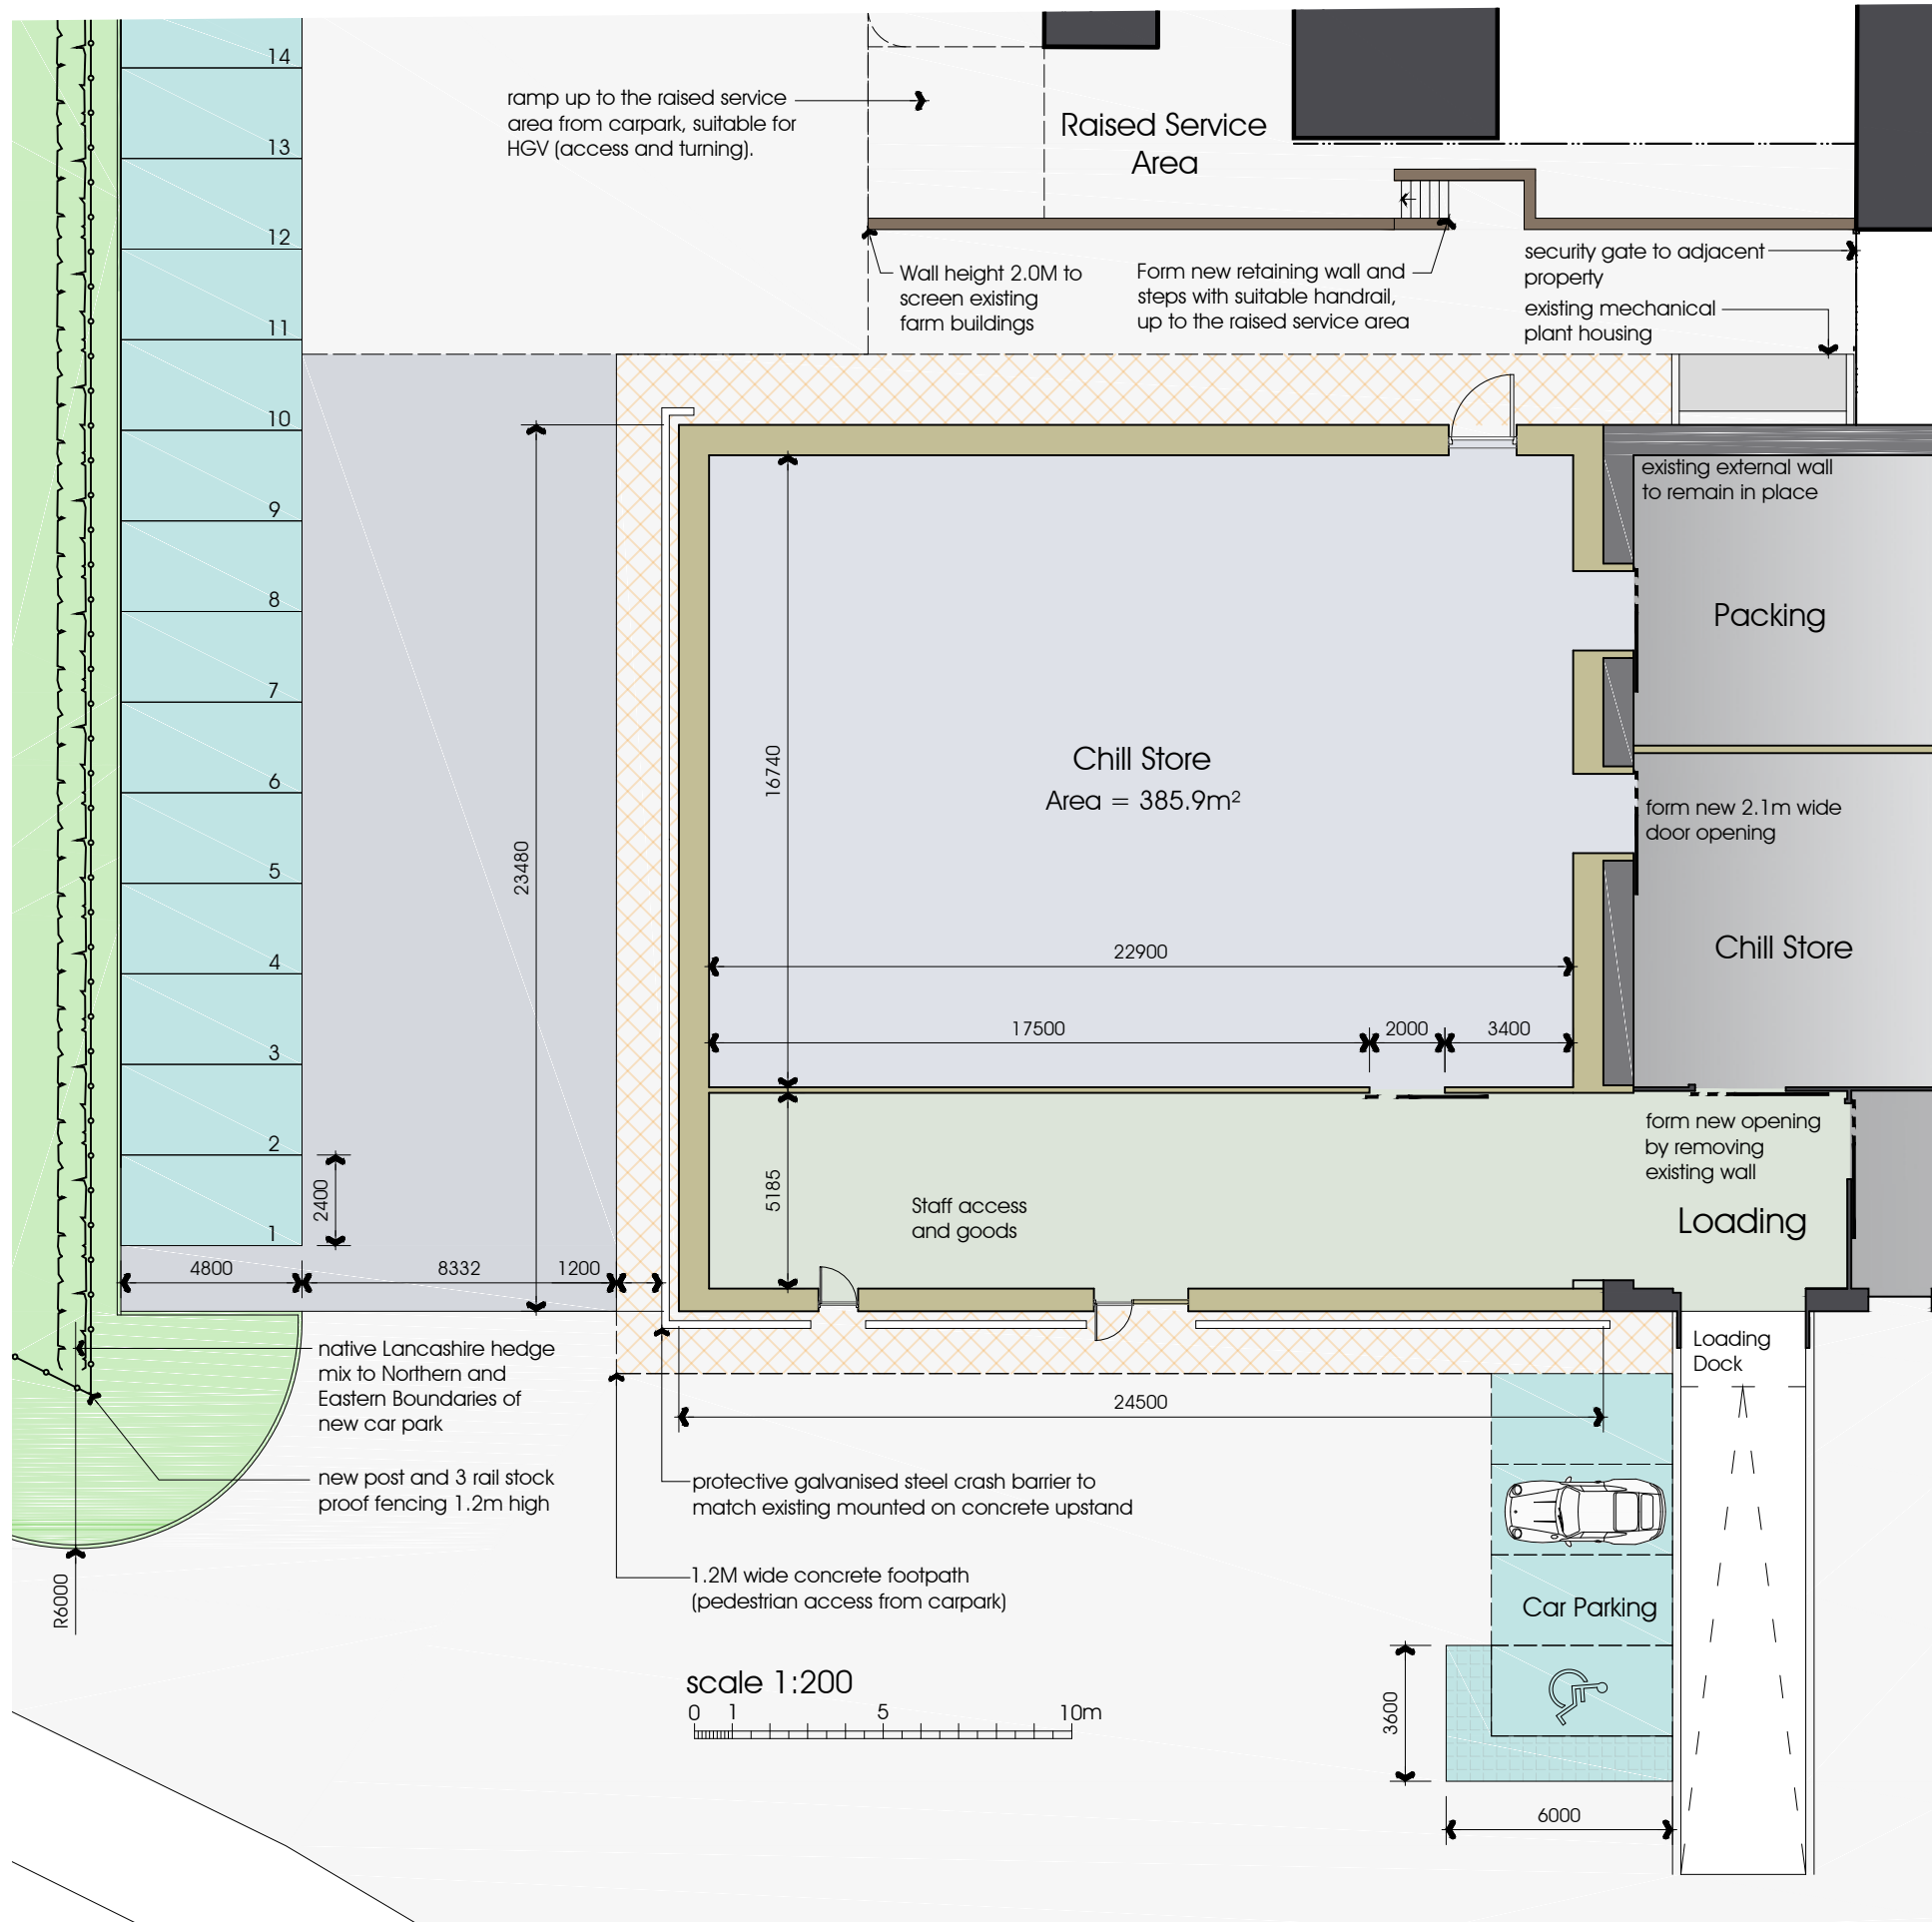 14
13
12
11
10
9
8
7
6
5
4
3
2
1
ramp up to the raised service
area from carpark, suitable for
HGV (access and turning).
Raised Service
Area
Wall height 2.0M to
screen existing
farm buildings
Form new retaining wall and
steps with suitable handrail,
up to the raised service area
security gate to adjacent
property
existing mechanical
plant housing
existing external wall
to remain in place
Packing
Chill Store
Area = 385.9m²
16740
23480
form new 2.1m wide
door opening
Chill Store
22900
17500
2000
3400
form new opening
by removing
existing wall
Loading
5185
Staff access
and goods
2400
4800
8332
1200
native Lancashire hedge
mix to Northern and
Eastern Boundaries of
new car park
new post and 3 rail stock
proof fencing 1.2m high
R6000
Loading
Dock
24500
protective galvanised steel crash barrier to
match existing mounted on concrete upstand
1.2M wide concrete footpath
(pedestrian access from carpark)
Car Parking
3600
6000
scale 1:200
0 1 5 10m